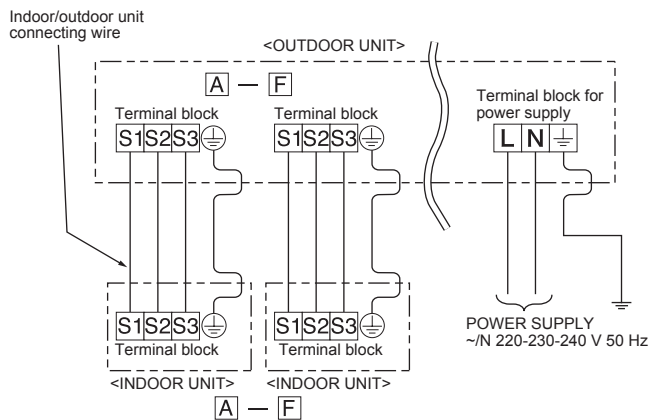 Indoor/outdoor unit
connecting wire
<OUTDOOR UNIT>
A — F
Terminal block
S1 S2 S3
Terminal block
S1 S2 S3
Terminal block for
power supply
L N
S1 S2 S3
Terminal block
<INDOOR UNIT>
S1 S2 S3
Terminal block
<INDOOR UNIT>
A — F
POWER SUPPLY
~/N 220-230-240 V 50 Hz